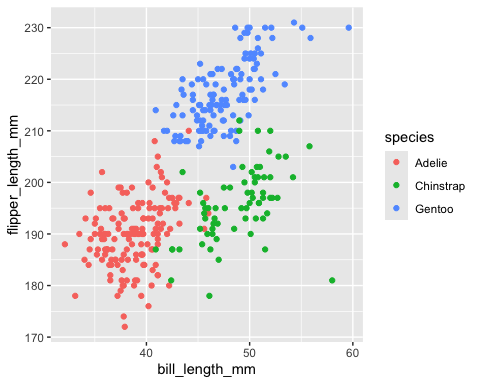 230
220
210
200
190
180
170
flipper_length_mm
40
50
60
bill_length_mm
species
Adelie
Chinstrap
Gentoo